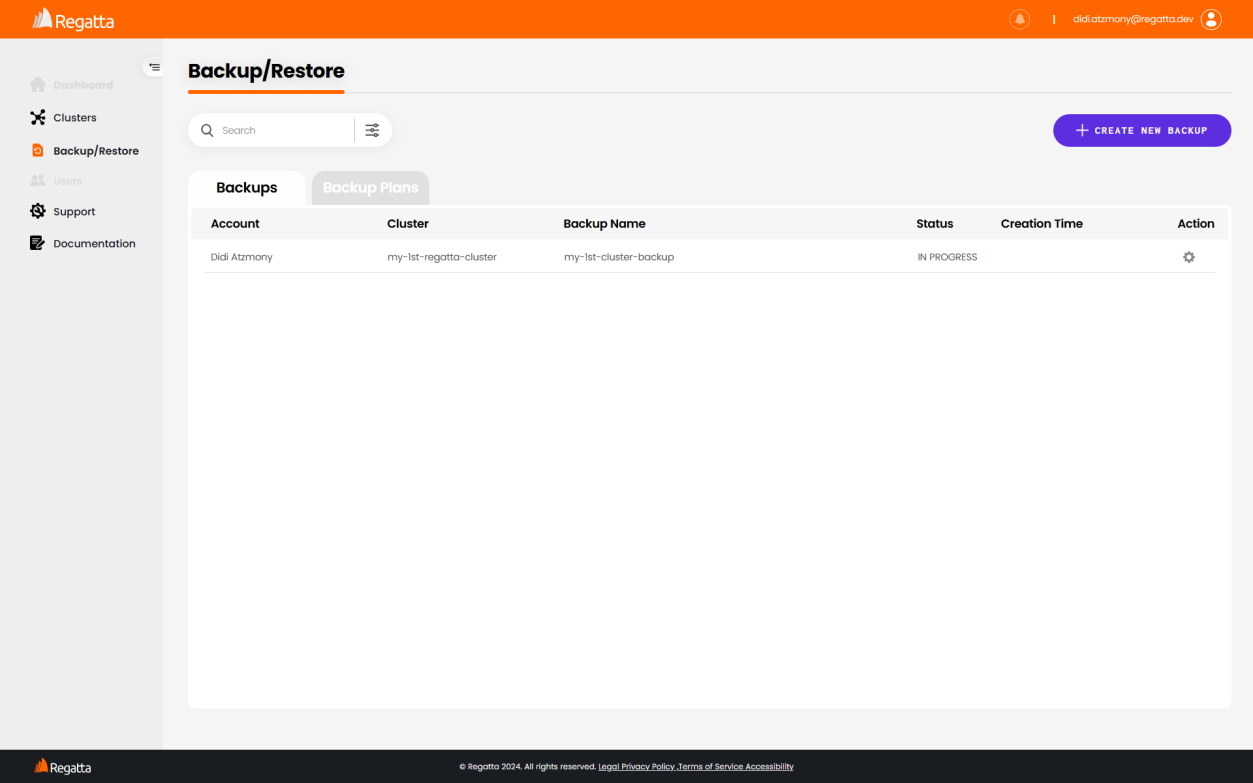 Regatta
| didi.atzmony@regatta.dev
Dashboard
Clusters
Backup/Restore
Users
Support
Documentation
Backup/Restore
Search
CREATE NEW BACKUP
Backups Backup Plans
Account Cluster Backup Name Status Creation Time Action
Didi Atzmony my-1st-regatta-cluster my-1st-cluster-backup IN PROGRESS
Regatta
© Regatta 2024. All rights reserved. Legal Privacy Policy ,Terms of Service Accessibility